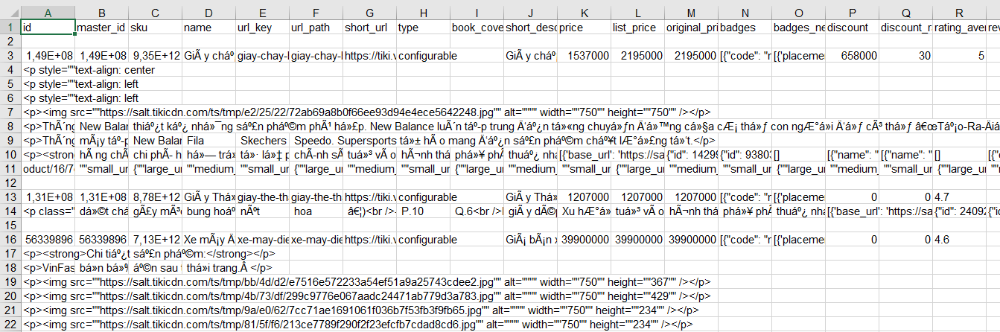 A B C D E F G H I J K L M N O P Q R
1 id master_id sku name url_key url_path short_url type book_cove short_desc price list_price original_pri badges badges_ne discount discount_r rating_aver rev
2
3 1,49E+08 1,49E+08 9,35E+12 GiÃ y cháº giay-chay-l giay-chay-l https://tiki.v configurable GiÃ y cháº 1537000 2195000 2195000 [{"code": "r [{'placeme 658000 30 5
4 <p style=""text-align: center
5 <p style=""text-align: left
6 <p style=""text-align: left
7 <p><img src=""https://salt.tikicdn.com/ts/tmp/e2/25/22/72ab69a8b0f66ee93d94e4ece5642248.jpg"" alt="""" width=""750"" height=""750"" /></p>
8 <p>ThÃ´ng New Balan thiáº¿t káº¿ nháº¯ng sáº£n pháº©m phÃ¹ há»£p. New Balance luÃ´n táº-p trung Ä'áº¿n tá»«ng chuyá»ƒn Ä'á»™ng cá»§a cÆ¡ thá»ƒ con ngÆ°á»i Ä'á»ƒ cÃ³ thá»ƒ â€œTáº¡o-Ra-Äiá
9 <p>ThÃ´ng mÃ¡y táº-p New Balan Fila Skechers Speedo. Supersports tá»± hÃ o mang Ä'áº¿n sáº£n pháº©m cháº¥t lÆ°á»£ng tá»'t.</p>
10 <p><stron hÃ ng chÃ chi phÃ- h há»— trá» tá»· lá»‡ p chÃ-nh sÃ tuá»³ vÃ o hÃ¬nh thá phá»¥ phÃ thuáº¿ nhá [{'base_url': 'https://sa {"id": 14299 {"id": 93803 [] [{"name": " [{"name": " [] [{"c
11 oduct/16/7 ""small_ur {""large_ur ""medium_ ""small_ur {""large_ur ""medium_ ""small_ur {""large_ur ""medium_ ""small_ur {""large_ur ""medium_ ""small_ur {""large_ur ""medium_ ""small_ur {""large_ur ""m
12
13 1,31E+08 1,31E+08 8,78E+12 GiÃ y Thá» giay-the-th giay-the-th https://tiki.v configurable GiÃ y Thá» 1207000 1207000 1207000 [{"code": "r [{'placeme 0 0 4.7
14 <p class=" dá»©t chá gÃ£y mÃ³ bung hoáº nÃºt hoa â€¦)<br />- P.10 Q.6<br />l giÃ y dÃ©p Xu hÆ°á» tuá»³ vÃ o hÃ¬nh thá phá»¥ phÃ thuáº¿ nhá [{'base_url': 'https://sa {"id": 24092 {"id
15
16 56339896 56339896 7,13E+12 Xe mÃ¡y Ä xe-may-die xe-may-die https://tiki.v configurable GiÃ¡ bÃ¡n x 39900000 39900000 39900000 [{"code": "r [{'placeme 0 0 4.6
17 <p><strong>Chi tiáº¿t sáº£n pháº©m:</strong></p>
18 <p>VinFas bá»n bá»‰ áº©n sau t thá»i trang.Â </p>
19 <p><img src=""https://salt.tikicdn.com/ts/tmp/bb/4d/d2/e7516e572233a54ef51a9a25743cdee2.jpg"" alt="""" width=""750"" height=""367"" /></p>
20 <p><img src=""https://salt.tikicdn.com/ts/tmp/4b/73/df/299c9776e067aadc24471ab779d3a783.jpg"" alt="""" width=""750"" height=""429"" /></p>
21 <p><img src=""https://salt.tikicdn.com/ts/tmp/9a/e0/62/7cc71ae1691061f036b7f53fb3f9fb65.jpg"" alt="""" width=""750"" height=""234"" /></p>
22 <p><img src=""https://salt.tikicdn.com/ts/tmp/81/5f/f6/213ce7789f290f2f23efcfb7cdad8cd6.jpg"" alt="""" width=""750"" height=""234"" /></p>